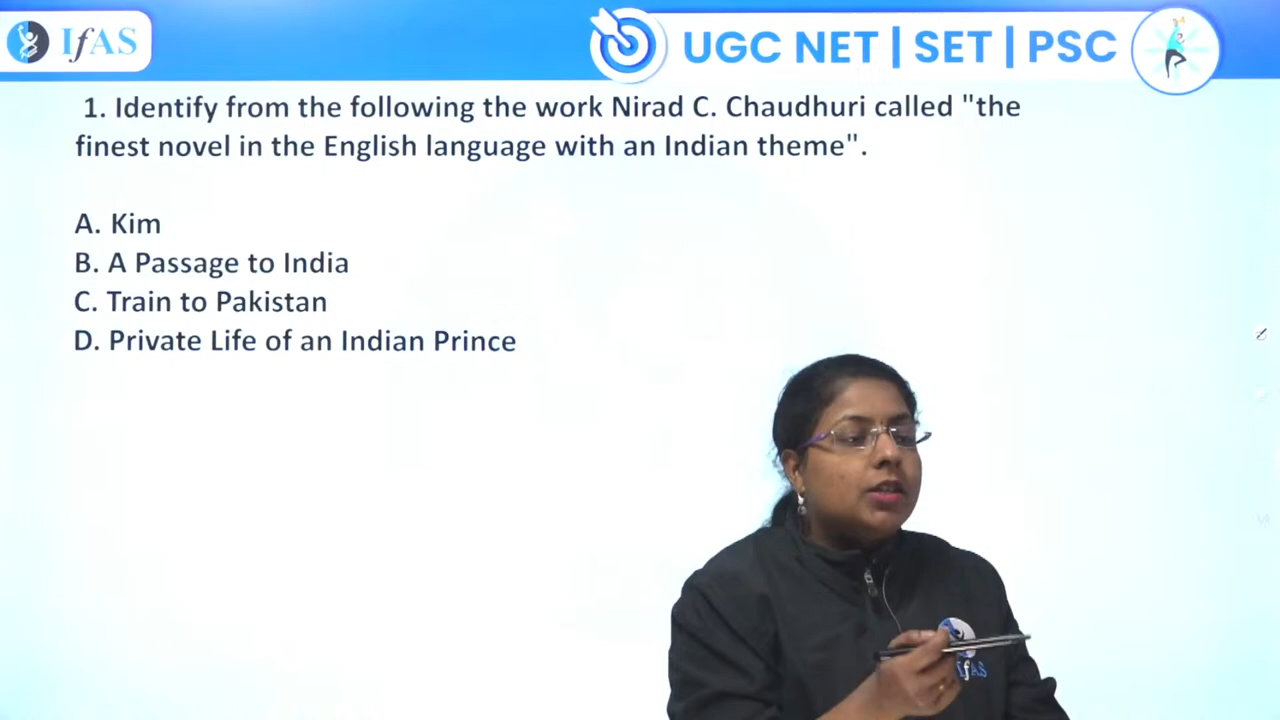 IfAS
UGC NET | SET | PSC
1. Identify from the following the work Nirad C. Chaudhuri called "the
finest novel in the English language with an Indian theme".
A. Kim
B. A Passage to India
C. Train to Pakistan
D. Private Life of an Indian Prince
IfAS